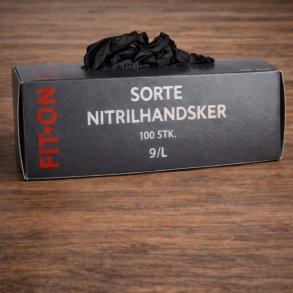 FIT•ON
SORTE
NITRILHANDSKER
100 STK.
9/L